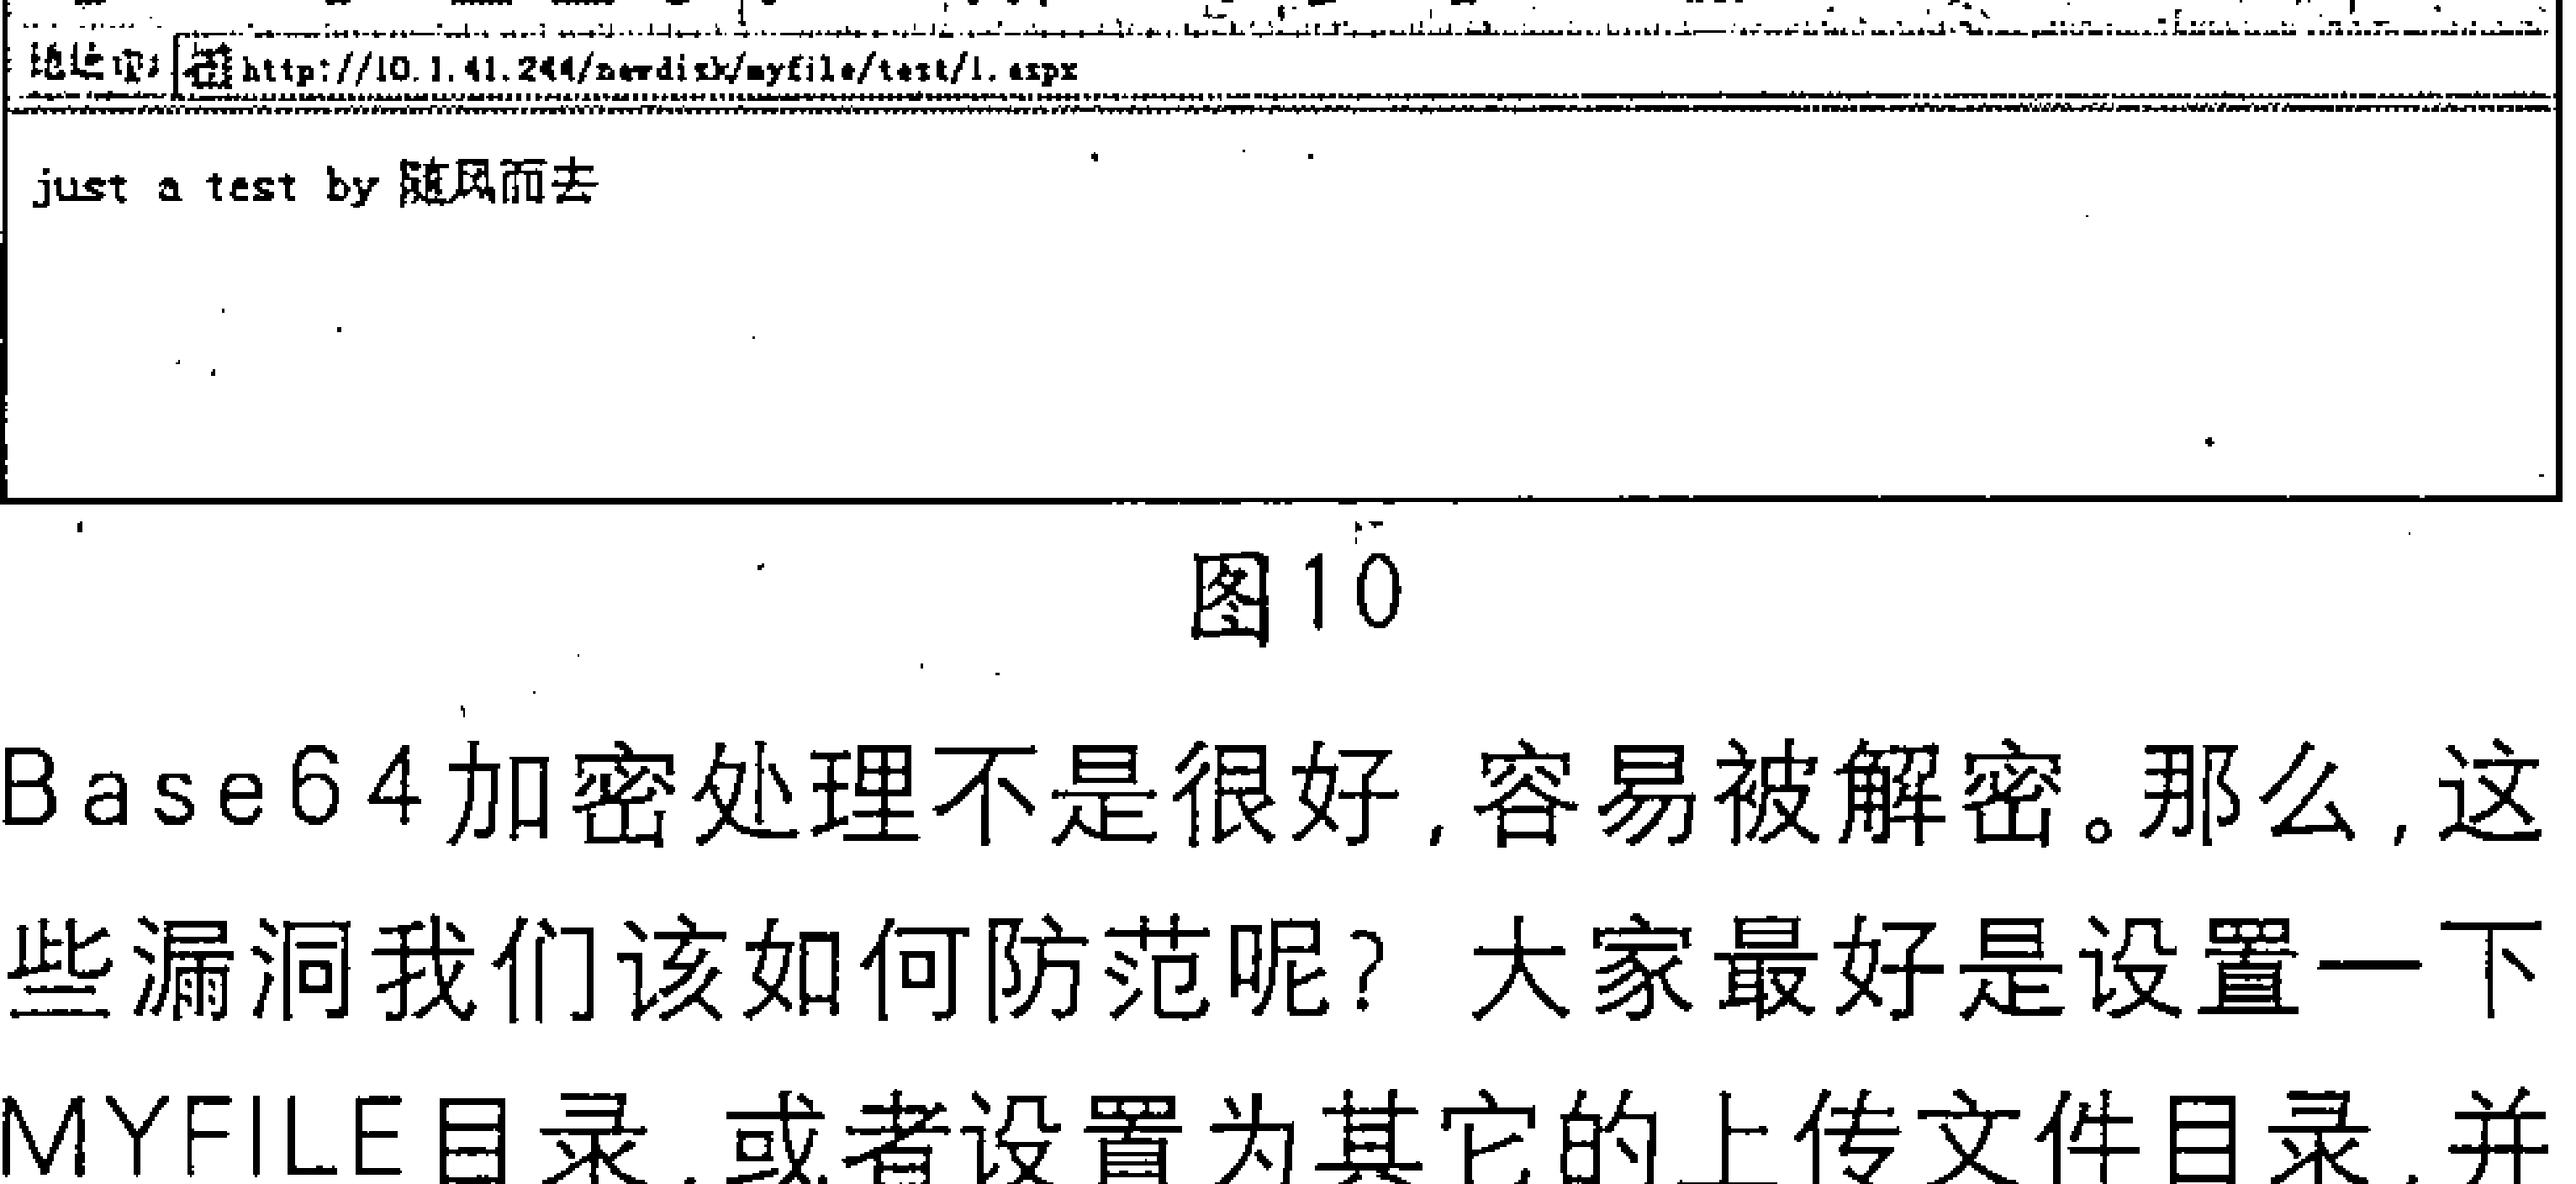 地址(D) http://10.1.41.244/newdisk/myfile/test/1.aspx
just a test by 随风而去
图10
Base64加密处理不是很好,容易被解密。那么,这
些漏洞我们该如何防范呢? 大家最好是设置一下
MYFILE目录,或者设置为其它的上传文件目录,并